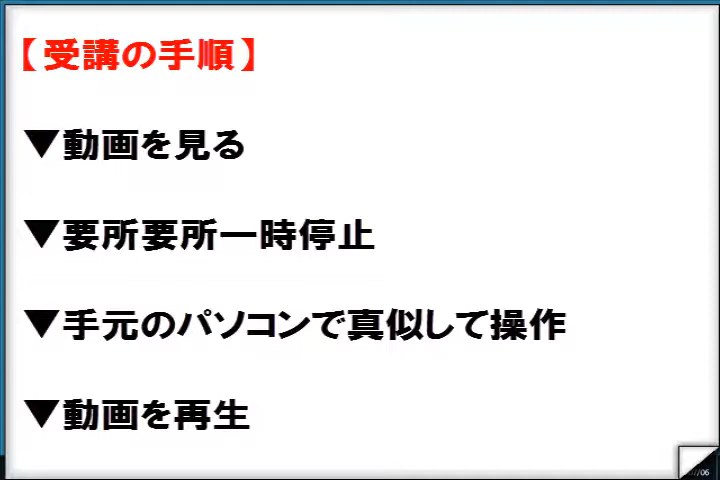 【受講の手順】
▼動画を見る
▼要所要所一時停止
▼手元のパソコンで真似して操作
▼動画を再生